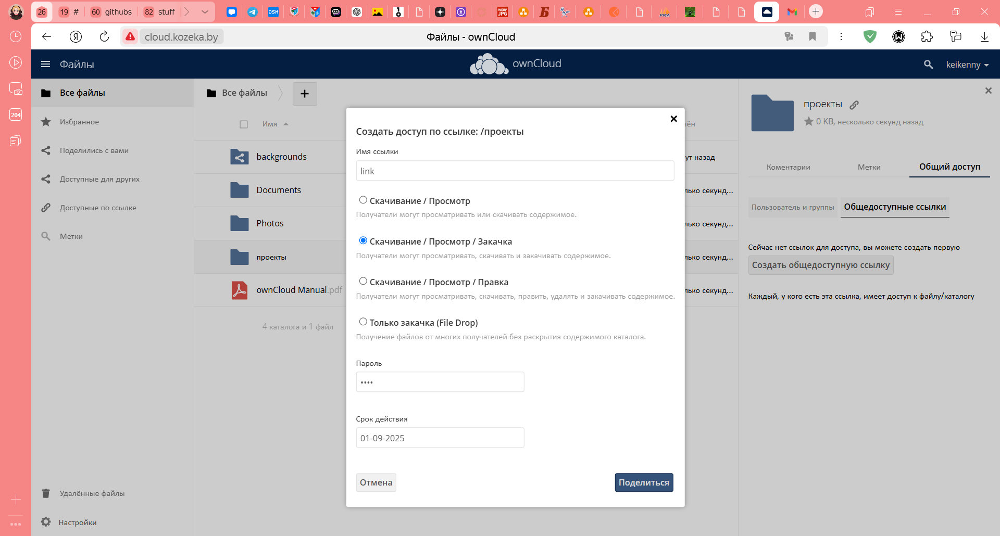 26
19 #
60 githubs
82 stuff
DSM
WEBP
JPG
Б
PMA
Я
cloud.kozeka.by
Файлы - ownCloud
204
Файлы
ownCloud
keikenny
Все файлы
Избранное
Поделились с вами
Доступные для других
Доступные по ссылке
Метки
Удалённые файлы
Настройки
Все файлы
+
Имя
ён
backgrounds
ут назад
Documents
лько секунд...
Photos
лько секунд...
проекты
лько секунд...
ownCloud Manual.pdf
лько секунд...
4 каталога и 1 файл
Создать доступ по ссылке: /проекты
Имя ссылки
link
Скачивание / Просмотр
Получатели могут просматривать или скачивать содержимое.
Скачивание / Просмотр / Закачка
Получатели могут просматривать, скачивать и закачивать содержимое.
Скачивание / Просмотр / Правка
Получатели могут просматривать, скачивать, править, удалять и закачивать содержимое.
Только закачка (File Drop)
Получение файлов от многих получателей без раскрытия содержимого каталога.
Пароль
••••
Срок действия
01-09-2025
Отмена
Поделиться
проекты
0 KB, несколько секунд назад
Коментарии
Метки
Общий доступ
Пользователь и группы
Общедоступные ссылки
Сейчас нет ссылок для доступа, вы можете создать первую
Создать общедоступную ссылку
Каждый, у кого есть эта ссылка, имеет доступ к файлу/каталогу